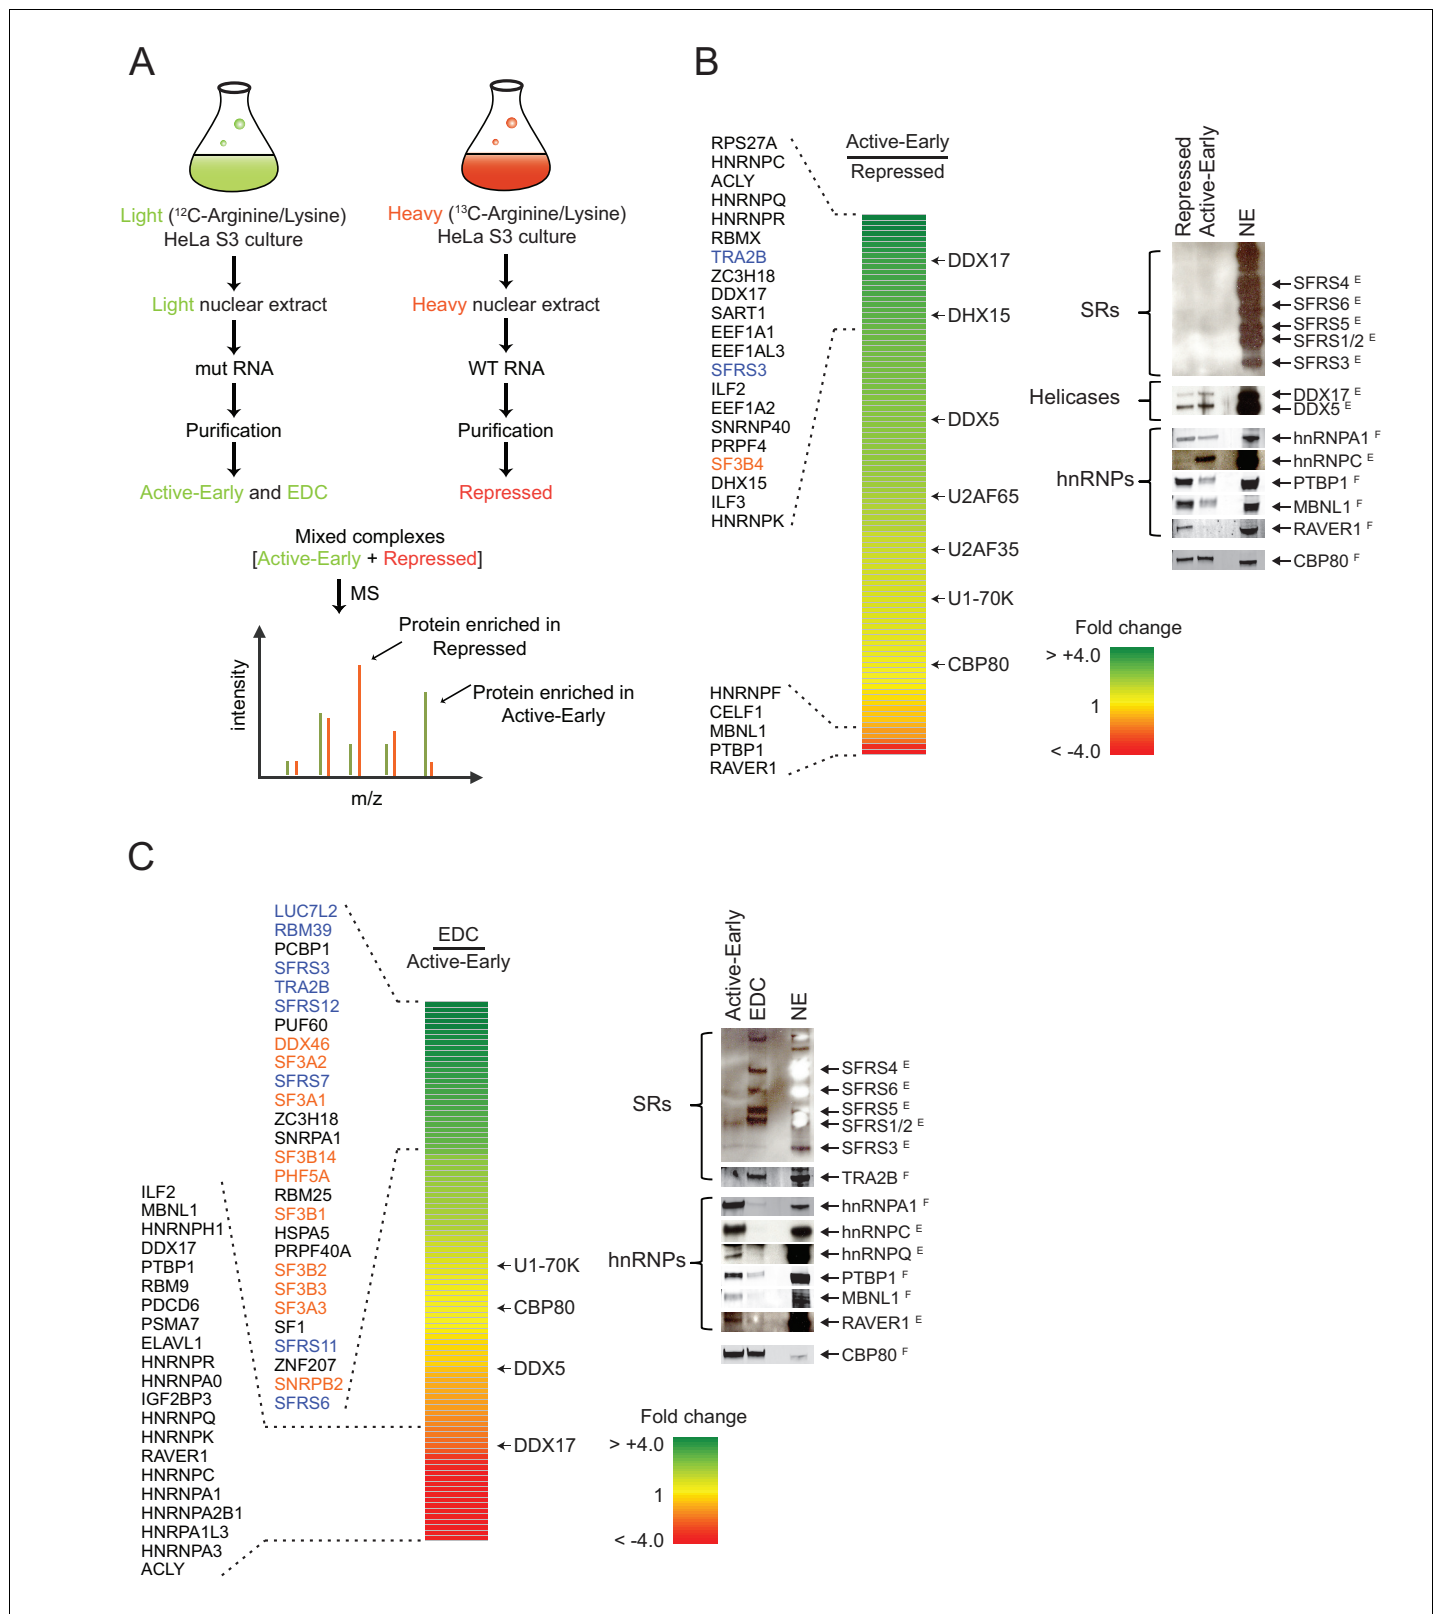 A
Light (¹²C-Arginine/Lysine)
HeLa S3 culture
Heavy (¹³C-Arginine/Lysine)
HeLa S3 culture
Light nuclear extract
Heavy nuclear extract
mut RNA
WT RNA
Purification
Purification
Active-Early and EDC
Repressed
Mixed complexes
[Active-Early + Repressed]
MS
Protein enriched in
Repressed
Protein enriched in
Active-Early
intensity
m/z
B
RPS27A
HNRNPC
ACLY
HNRNPQ
HNRNPR
RBMX
TRA2B
ZC3H18
DDX17
SART1
EEF1A1
EEF1AL3
SFRS3
ILF2
EEF1A2
SNRNP40
PRPF4
SF3B4
DHX15
ILF3
HNRNPK
HNRNPF
CELF1
MBNL1
PTBP1
RAVER1
Active-Early
Repressed
DDX17
DHX15
DDX5
U2AF65
U2AF35
U1-70K
CBP80
Repressed
Active-Early
NE
SRs
SFRS4 E
SFRS6 E
SFRS5 E
SFRS1/2 E
SFRS3 E
Helicases
DDX17 E
DDX5 E
hnRNPs
hnRNPA1 F
hnRNPC E
PTBP1 F
MBNL1 F
RAVER1 F
CBP80 F
Fold change
> +4.0
1
< -4.0
C
LUC7L2
RBM39
PCBP1
SFRS3
TRA2B
SFRS12
PUF60
DDX46
SF3A2
SFRS7
SF3A1
ZC3H18
SNRPA1
SF3B14
PHF5A
RBM25
SF3B1
HSPA5
PRPF40A
SF3B2
SF3B3
SF3A3
SF1
SFRS11
ZNF207
SNRPB2
SFRS6
ILF2
MBNL1
HNRNPH1
DDX17
PTBP1
RBM9
PDCD6
PSMA7
ELAVL1
HNRNPR
HNRNPA0
IGF2BP3
HNRNPQ
HNRNPK
RAVER1
HNRNPC
HNRNPA1
HNRNPA2B1
HNRPA1L3
HNRNPA3
ACLY
EDC
Active-Early
U1-70K
CBP80
DDX5
DDX17
Active-Early
EDC
NE
SRs
SFRS4 E
SFRS6 E
SFRS5 E
SFRS1/2 E
SFRS3 E
TRA2B F
hnRNPs
hnRNPA1 F
hnRNPC E
hnRNPQ E
PTBP1 F
MBNL1 F
RAVER1 E
CBP80 F
Fold change
> +4.0
1
< -4.0